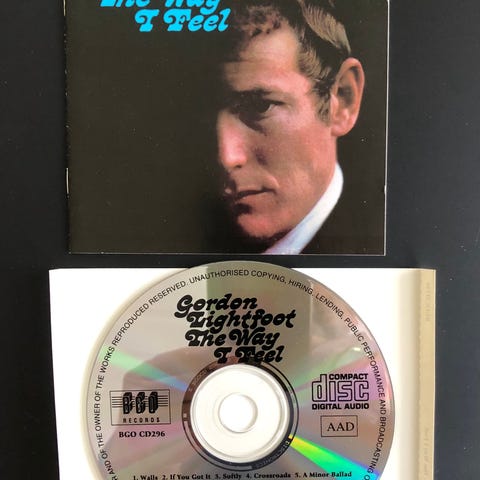 The Way
I Feel
R AND OF THE OWNER OF THE WORKS REPRODUCED RESERVED. UNAUTHORISED COPYING, HIRING, LENDING, PUBLIC PERFORMANCE AND BROADCASTING
Gordon
Lightfoot
The Way
I Feel
COMPACT
disc
DIGITAL AUDIO
BGO
RECORDS
BGO CD296
AAD
1. Walls 2. If You Got It 3. Softly 4. Crossroads 5. A Minor Ballad